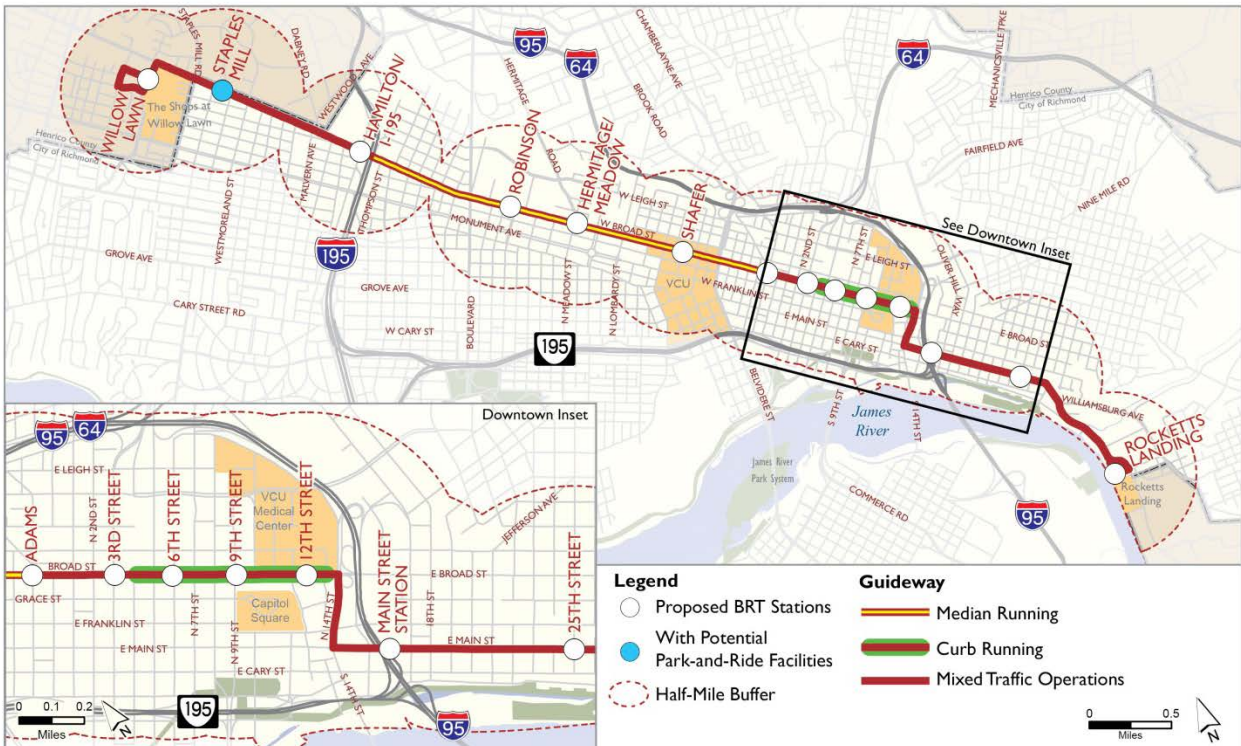 STAPLES
MILL RD
DABNEY RD
WESTWOOD AVE
STAPLES
MILL
WILLOW
LAWN
The Shops at
Willow Lawn
Henrico County
City of Richmond
HAMILTON/
I-195
MALVERN AVE
THOMPSON ST
WESTMORELAND ST
195
GROVE AVE
CARY STREET RD
95
64
HERMITAGE
ROAD
CHAMBERLAYNE AVE
BROOK ROAD
ROBINSON
HERMITAGE/
MEADOW
W LEIGH ST
SHAFER
W BROAD ST
MONUMENT AVE
GROVE AVE
W CARY ST
BOULEVARD
N MEADOW ST
N LOMBARDY ST
195
VCU
W FRANKLIN ST
64
MECHANICSVILLE TPKE
Henrico County
City of Richmond
FAIRFIELD AVE
NINE MILE RD
See Downtown Inset
N 2ND ST
N 7TH ST
E LEIGH ST
OLIVER HILL WAY
E MAIN ST
E CARY ST
E BROAD ST
WILLIAMSBURG AVE
BELVIDERE ST
S 9TH ST
14TH ST
James
River
James River
Park System
COMMERCE RD
95
ROCKETTS
LANDING
Rocketts
Landing
Downtown Inset
95
64
E LEIGH ST
VCU
Medical
Center
JEFFERSON AVE
ADAMS
N 2ND ST
3RD STREET
6TH STREET
9TH STREET
12TH STREET
BROAD ST
GRACE ST
E FRANKLIN ST
E MAIN ST
N 7TH ST
N 9TH ST
E CARY ST
Capitol
Square
N 14TH ST
S 14TH ST
MAIN STREET
STATION
18TH ST
E BROAD ST
E MAIN ST
25TH STREET
195
95
0 0.1 0.2
Miles
N
Legend
Proposed BRT Stations
With Potential
Park-and-Ride Facilities
Half-Mile Buffer
Guideway
Median Running
Curb Running
Mixed Traffic Operations
0 0.5
Miles
N